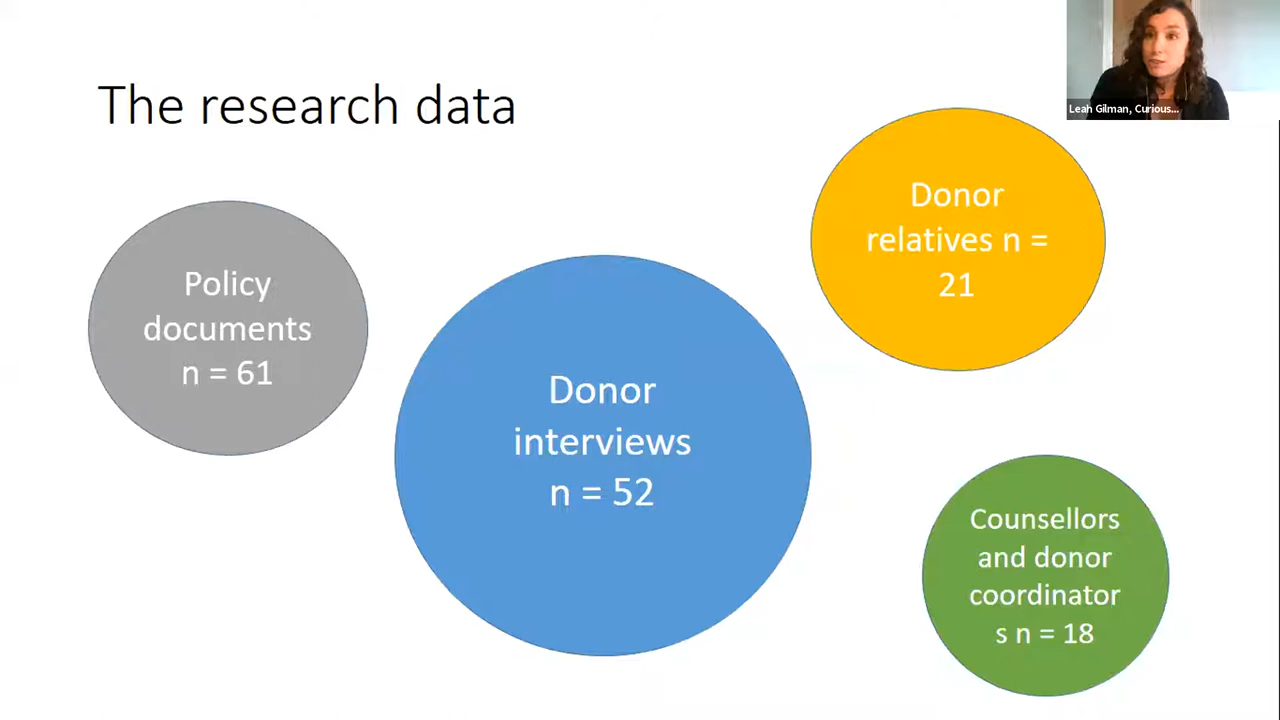 The research data
Leah Gilman, Curious...
Policy
documents
n = 61
Donor
interviews
n = 52
Donor
relatives n =
21
Counsellors
and donor
coordinator
s n = 18